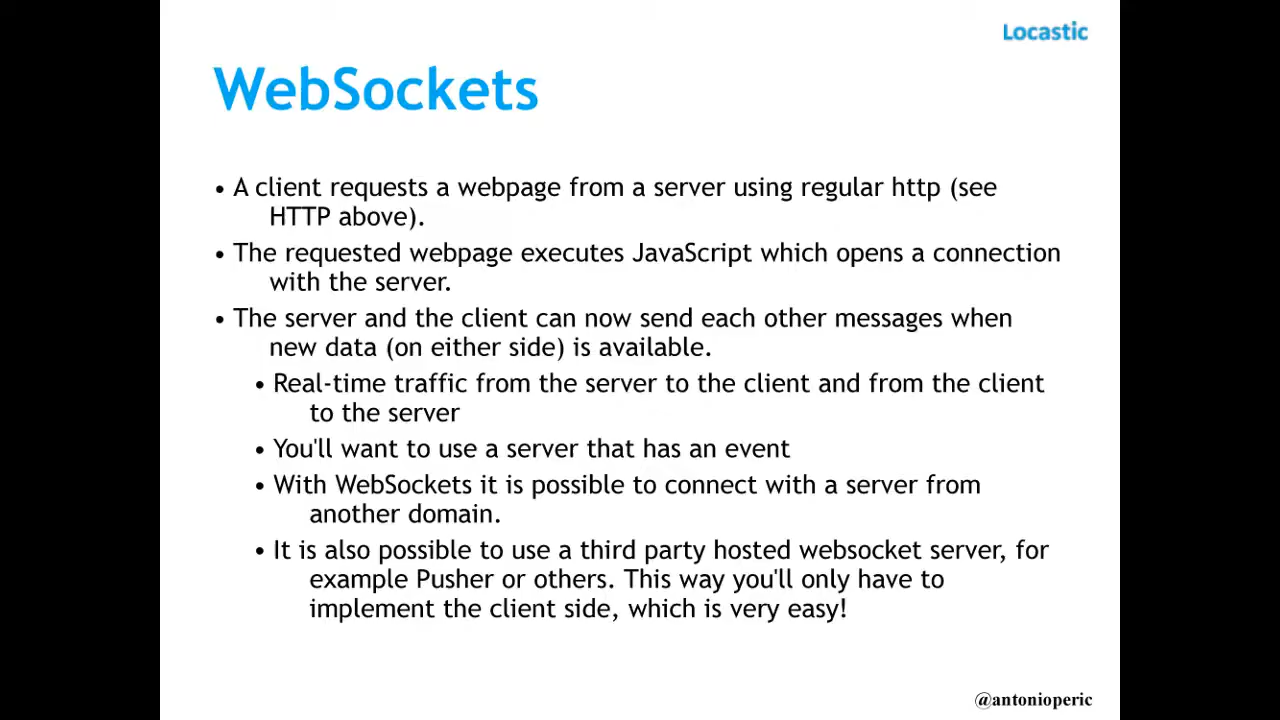 Locastic
WebSockets
• A client requests a webpage from a server using regular http (see
HTTP above).
• The requested webpage executes JavaScript which opens a connection
with the server.
• The server and the client can now send each other messages when
new data (on either side) is available.
• Real-time traffic from the server to the client and from the client
to the server
• You'll want to use a server that has an event
• With WebSockets it is possible to connect with a server from
another domain.
• It is also possible to use a third party hosted websocket server, for
example Pusher or others. This way you'll only have to
implement the client side, which is very easy!
@antonioperic